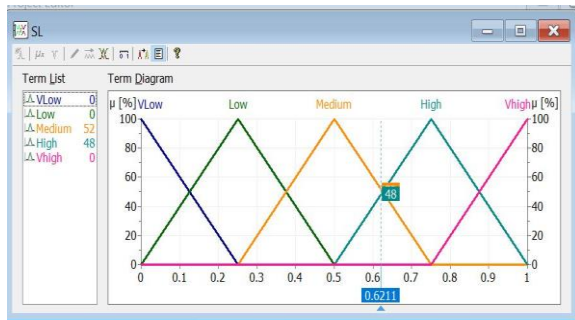 SL
Term List
Term Diagram
VLow 0
Low 0
Medium 52
High 48
Vhigh 0
μ [%] VLow Low Medium High Vhigh μ [%]
100 100
80 80
60 60
48
40 40
20 20
0 0
0 0.1 0.2 0.3 0.4 0.5 0.6 0.7 0.8 0.9 1
0.6211